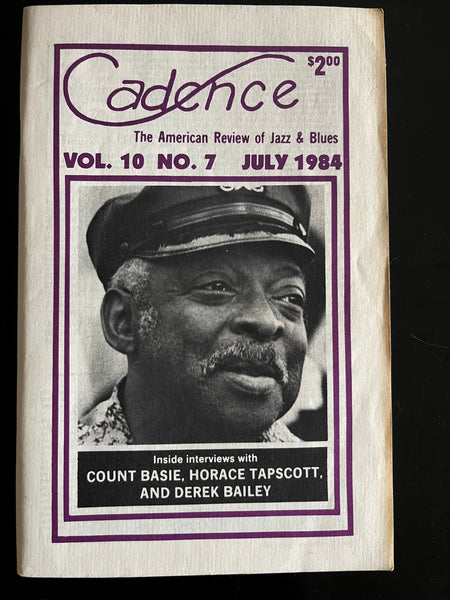 $2.00
Cadence
The American Review of Jazz & Blues
VOL. 10 NO. 7 JULY 1984
Inside interviews with
COUNT BASIE, HORACE TAPSCOTT,
AND DEREK BAILEY